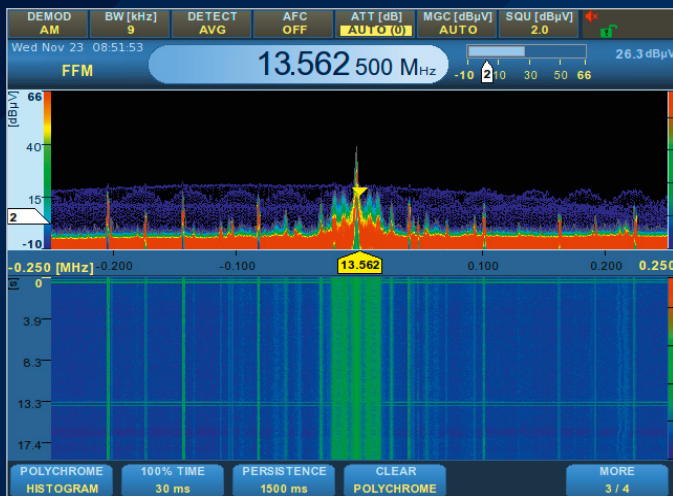 DEMOD BW [kHz] DETECT AFC ATT [dB] MGC [dBµV] SQU [dBµV]
AM 9 AVG OFF AUTO (0) AUTO 2.0
Wed Nov 23 08:51:53
FFM
13.562 500 MHz
26.3 dBµV
-10 2 10 30 50 66
[dBµV]
66
40
15
2
-10
-0.250 [MHz] -0.200 -0.100 13.562 0.100 0.200 0.250
[s]
0
3.9
8.3
13.3
17.4
POLYCHROME 100% TIME PERSISTENCE CLEAR MORE
HISTOGRAM 30 ms 1500 ms POLYCHROME 3 / 4